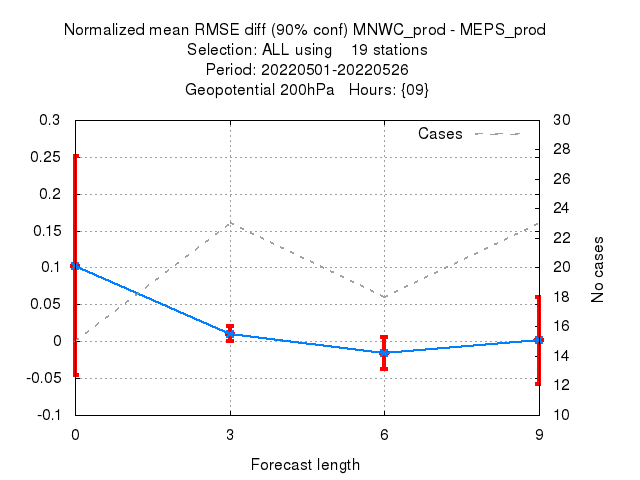 Normalized mean RMSE diff (90% conf) MNWC_prod - MEPS_prod
Selection: ALL using    19 stations
Period: 20220501-20220526
Geopotential 200hPa   Hours: {09}
Cases
0.3
0.25
0.2
0.15
0.1
0.05
0
-0.05
-0.1
30
28
26
24
22
20
18
16
14
12
10
No cases
0 3 6 9
Forecast length